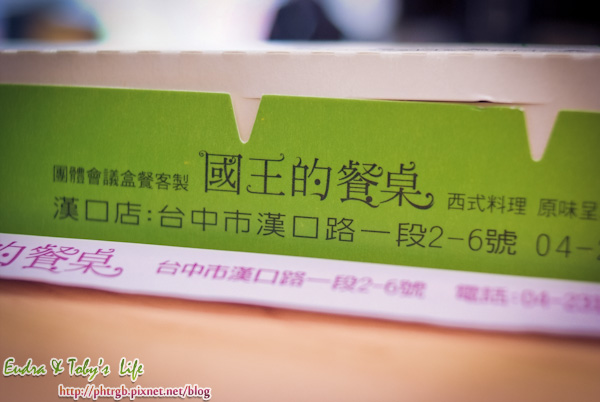 團體會議盒餐客製 國王的餐桌 西式料理 原味呈
漢口店:台中市漢口路一段2-6號 04-2
的餐桌 台中市漢口路一段2-6號 電話:04-23
Eudra & Toby's Life
http://phtrgb.pixnet.net/blog